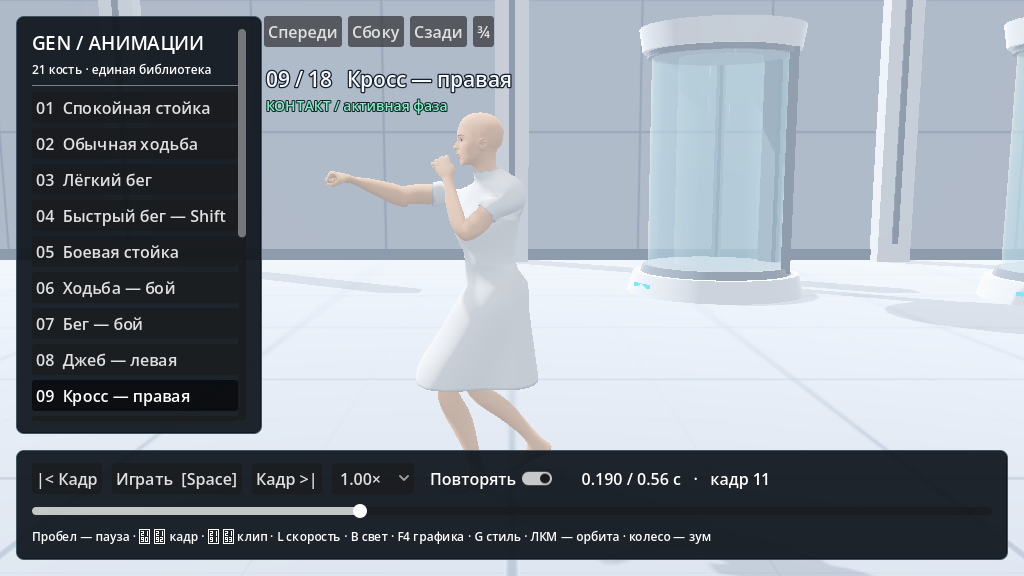 GEN / АНИМАЦИИ
21 кость · единая библиотека
01 Спокойная стойка
02 Обычная ходьба
03 Лёгкий бег
04 Быстрый бег — Shift
05 Боевая стойка
06 Ходьба — бой
07 Бег — бой
08 Джеб — левая
09 Кросс — правая
Спереди Сбоку Сзади ¾
09 / 18 Кросс — правая
КОНТАКТ / активная фаза
|< Кадр Играть [Space] Кадр >| 1.00× Повторять 0.190 / 0.56 с · кадр 11
Пробел — пауза · кадр · клип · L скорость · B свет · F4 графика · G стиль · ЛКМ — орбита · колесо — зум